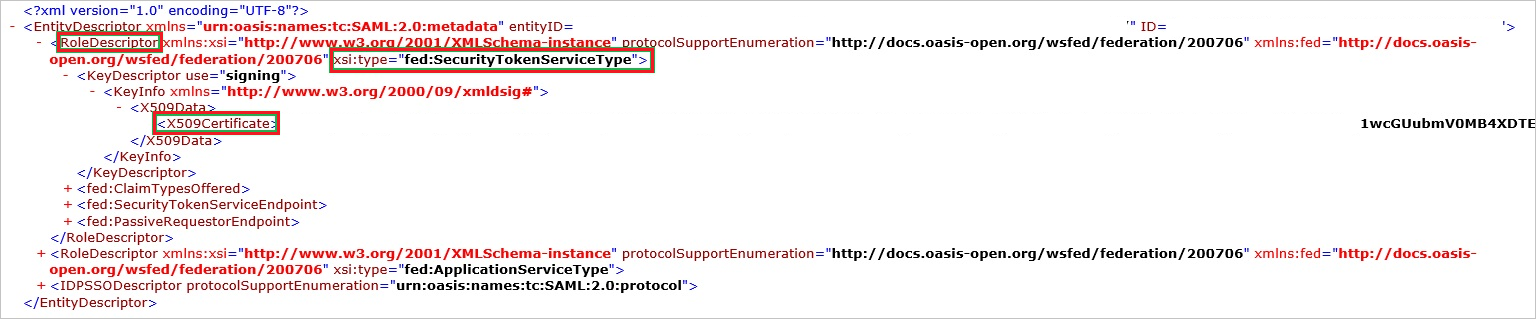 <?xml version="1.0" encoding="UTF-8"?>
- <EntityDescriptor xmlns="urn:oasis:names:tc:SAML:2.0:metadata" entityID= '" ID= '>
- <RoleDescriptor xmlns:xsi="http://www.w3.org/2001/XMLSchema-instance" protocolSupportEnumeration="http://docs.oasis-open.org/wsfed/federation/200706" xmlns:fed="http://docs.oasis-
open.org/wsfed/federation/200706" xsi:type="fed:SecurityTokenServiceType">
- <KeyDescriptor use="signing">
- <KeyInfo xmlns="http://www.w3.org/2000/09/xmldsig#">
- <X509Data>
<X509Certificate> 1wcGUubmV0MB4XDTE
</X509Data>
</KeyInfo>
</KeyDescriptor>
+ <fed:ClaimTypesOffered>
+ <fed:SecurityTokenServiceEndpoint>
+ <fed:PassiveRequestorEndpoint>
</RoleDescriptor>
+ <RoleDescriptor xmlns:xsi="http://www.w3.org/2001/XMLSchema-instance" protocolSupportEnumeration="http://docs.oasis-open.org/wsfed/federation/200706" xmlns:fed="http://docs.oasis-
open.org/wsfed/federation/200706" xsi:type="fed:ApplicationServiceType">
+ <IDPSSODescriptor protocolSupportEnumeration="urn:oasis:names:tc:SAML:2.0:protocol">
</EntityDescriptor>